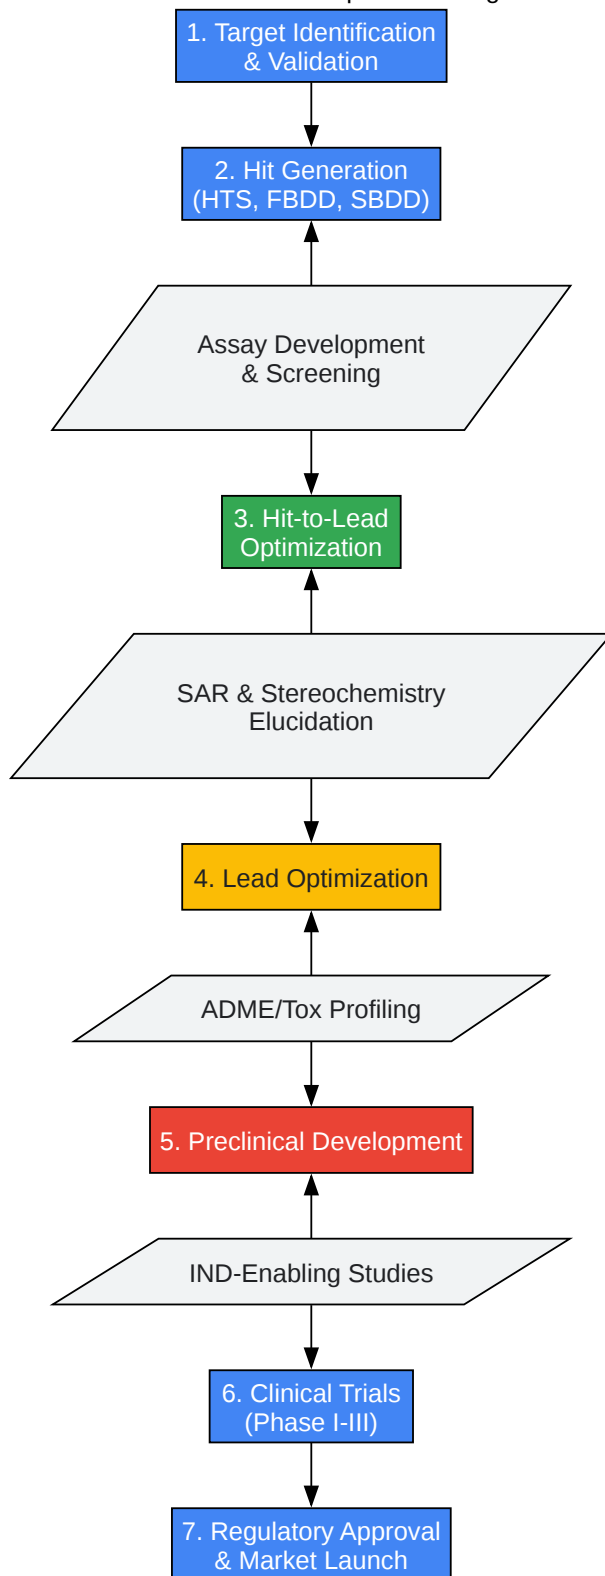 1. Target Identification
& Validation
2. Hit Generation
(HTS, FBDD, SBDD)
Assay Development
& Screening
3. Hit-to-Lead
Optimization
SAR & Stereochemistry
Elucidation
4. Lead Optimization
ADME/Tox Profiling
5. Preclinical Development
IND-Enabling Studies
6. Clinical Trials
(Phase I-III)
7. Regulatory Approval
& Market Launch